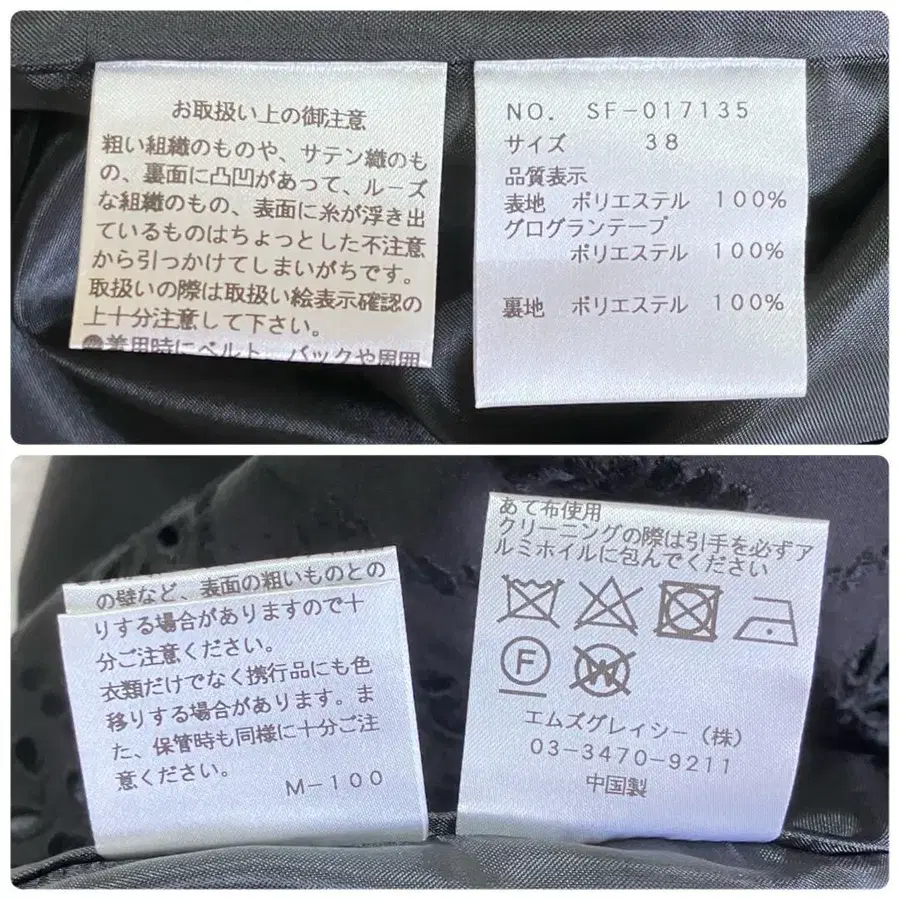 お取扱い上の御注意
粗い組織のものや、サテン織のも
の、裏面に凸凹があって、ルーズ
な組織のもの、表面に糸が浮き出
ているものはちょっとした不注意
から引っかけてしまいがちです。
取扱いの際は取扱い絵表示確認の
上十分注意して下さい。
着用時にベルト、バックや周囲
NO. SF-017135
サイズ 38
品質表示
表地 ポリエステル 100%
グログランテープ
ポリエステル 100%
裏地 ポリエステル 100%
の壁など、表面の粗いものとの
りする場合がありますので十
分ご注意ください。
衣類だけでなく携行品にも色
移りする場合があります。ま
た、保管時も同様に十分ご注
意ください。
M-100
あて布使用
クリーニングの際は引手を必ずア
ルミホイルに包んでください
F
W
エムズグレイシー(株)
03-3470-9211
中国製